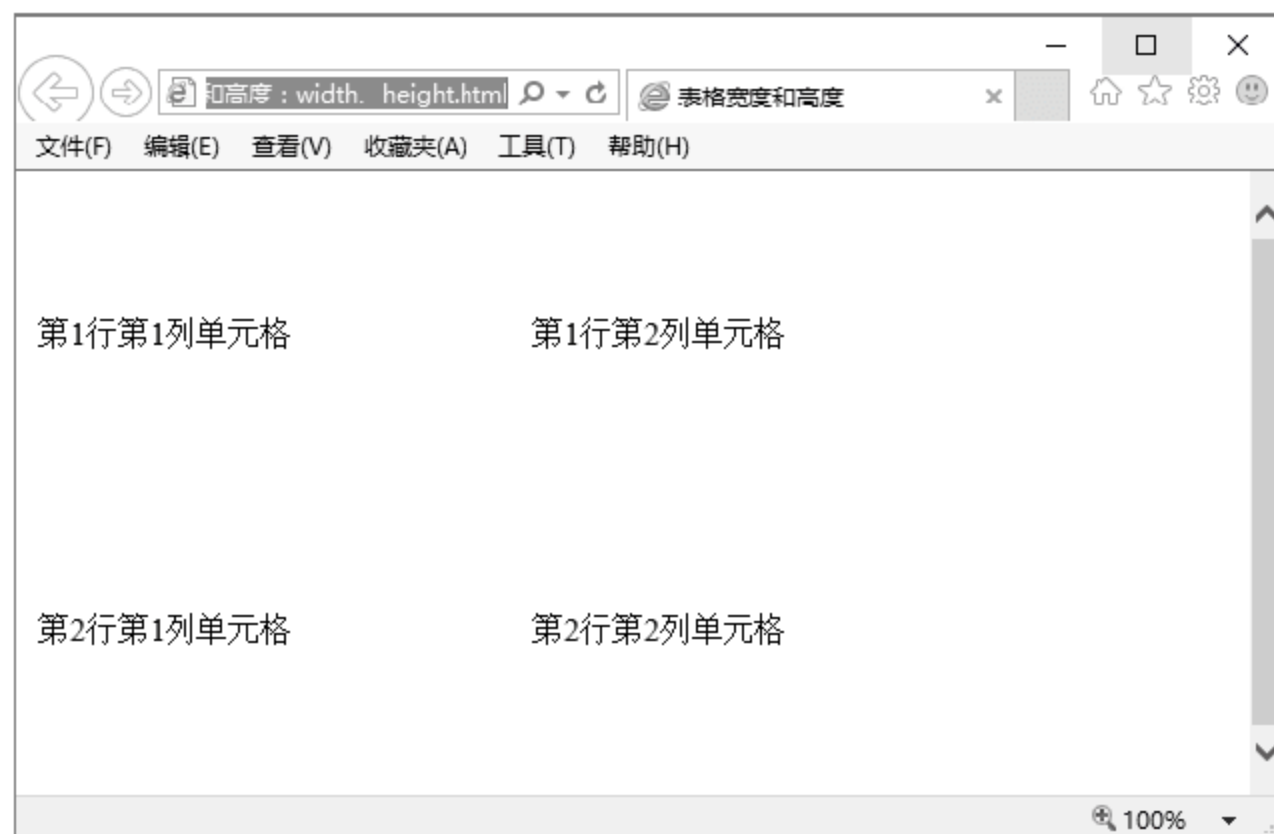 和高度：width. height.html
表格宽度和高度
文件(F) 编辑(E) 查看(V) 收藏夹(A) 工具(T) 帮助(H)
第1行第1列单元格 第1行第2列单元格
第2行第1列单元格 第2行第2列单元格
100%